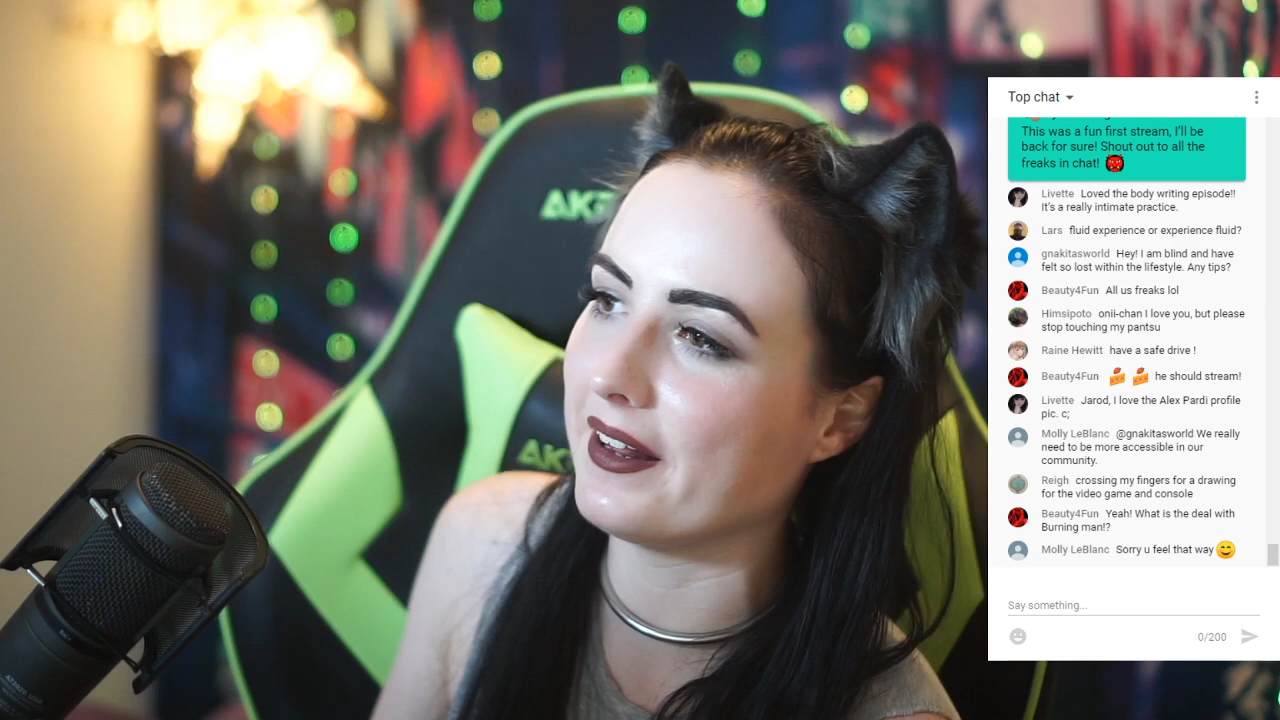 Top chat
This was a fun first stream, I'll be
back for sure! Shout out to all the
freaks in chat!
Livette Loved the body writing episode!!
It's a really intimate practice.
Lars fluid experience or experience fluid?
gnakitasworld Hey! I am blind and have
felt so lost within the lifestyle. Any tips?
Beauty4Fun All us freaks lol
Himsipoto onii-chan I love you, but please
stop touching my pantsu
Raine Hewitt have a safe drive !
Beauty4Fun he should stream!
Livette Jarod, I love the Alex Pardi profile
pic. c;
Molly LeBlanc @gnakitasworld We really
need to be more accessible in our
community.
Reigh crossing my fingers for a drawing
for the video game and console
Beauty4Fun Yeah! What is the deal with
Burning man!?
Molly LeBlanc Sorry u feel that way
Say something...
0/200